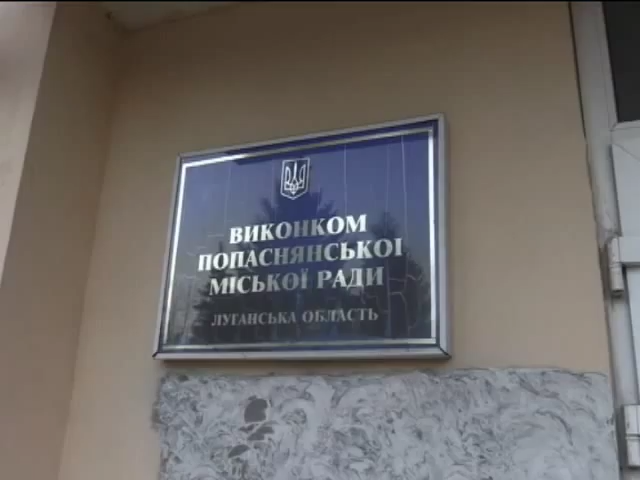 ВИКОНКОМ
ПОПАСНЯНСЬКОЇ
МІСЬКОЇ РАДИ
ЛУГАНСЬКА ОБЛАСТЬ